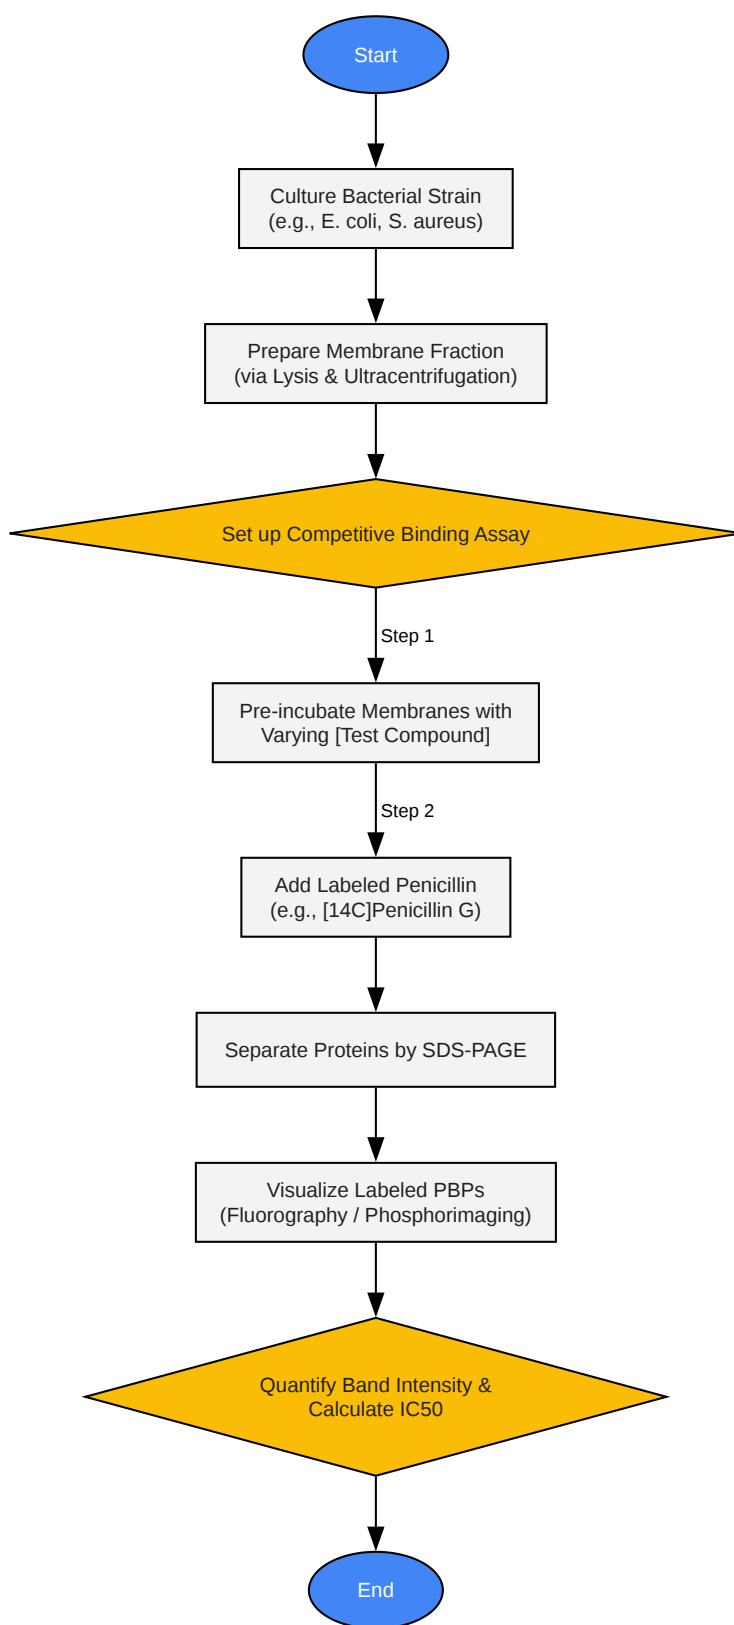 Start
Culture Bacterial Strain
(e.g., E. coli, S. aureus)
Prepare Membrane Fraction
(via Lysis & Ultracentrifugation)
Set up Competitive Binding Assay
Step 1
Pre-incubate Membranes with
Varying [Test Compound]
Step 2
Add Labeled Penicillin
(e.g., [14C]Penicillin G)
Separate Proteins by SDS-PAGE
Visualize Labeled PBPs
(Fluorography / Phosphorimaging)
Quantify Band Intensity &
Calculate IC50
End